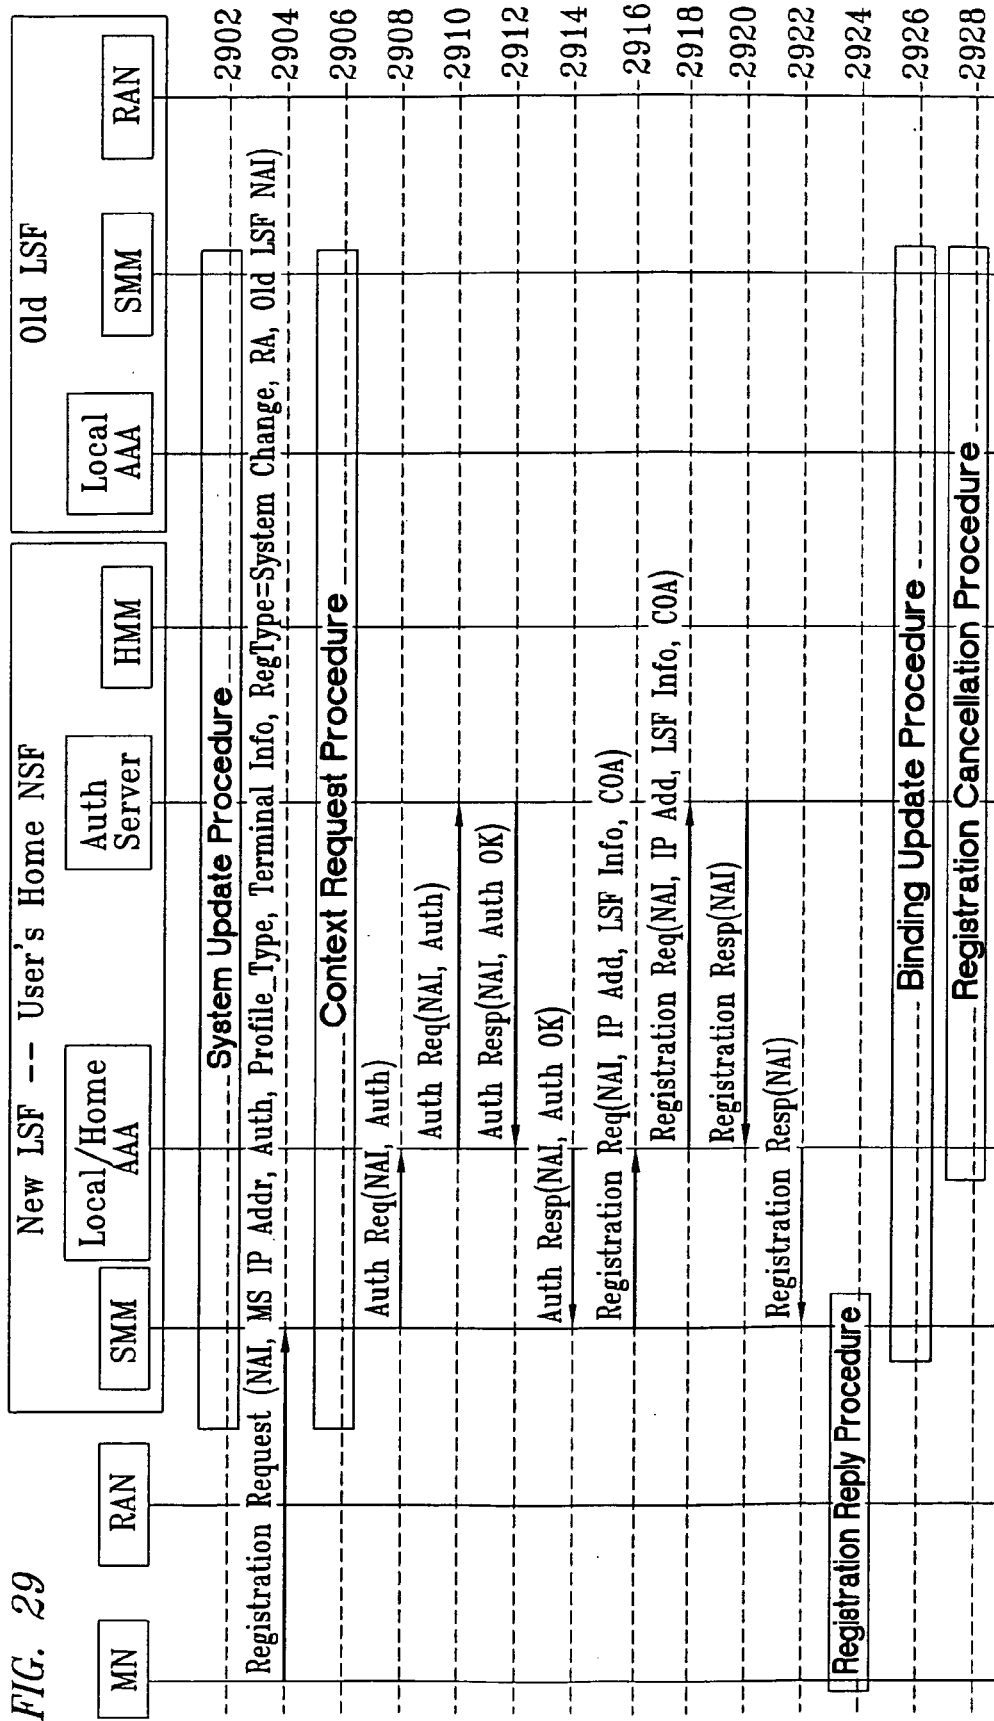 FIG. 29
New LSF -- User's Home NSF
Old LSF
MN
RAN
SMM
Local/Home
AAA
Auth
Server
HMM
Local
AAA
SMM
RAN
System Update Procedure
2902
Registration Request (NAI, MS IP Addr, Auth, Profile_Type, Terminal Info, RegType=System Change, RA, Old LSF NAI)
2904
Context Request Procedure
2906
Auth Req(NAI, Auth)
2908
Auth Req(NAI, Auth)
2910
Auth Resp(NAI, Auth OK)
2912
Auth Resp(NAI, Auth OK)
2914
Registration Req(NAI, IP Add, LSF Info, COA)
2916
Registration Req(NAI, IP Add, LSF Info, COA)
2918
Registration Resp(NAI)
2920
Registration Resp(NAI)
2922
Registration Reply Procedure
2924
Binding Update Procedure
2926
Registration Cancellation Procedure
2928